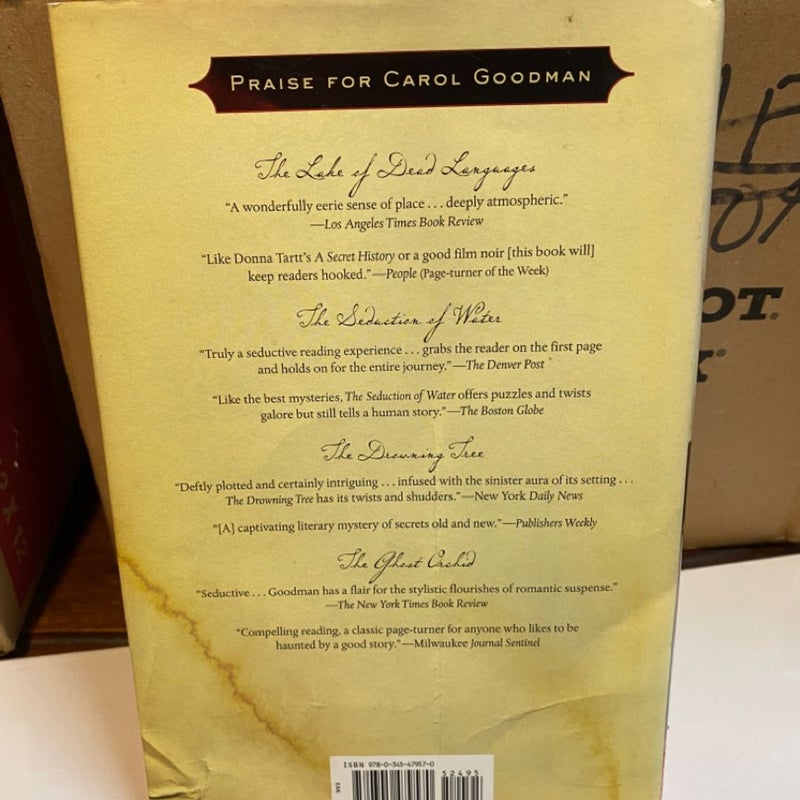 PRAISE FOR CAROL GOODMAN
The Lake of Dead Languages
“A wonderfully eerie sense of place . . . deeply atmospheric.”
—Los Angeles Times Book Review
“Like Donna Tartt’s A Secret History or a good film noir [this book will]
keep readers hooked.”—People (Page-turner of the Week)
The Seduction of Water
“Truly a seductive reading experience . . . grabs the reader on the first page
and holds on for the entire journey.”—The Denver Post
“Like the best mysteries, The Seduction of Water offers puzzles and twists
galore but still tells a human story.”—The Boston Globe
The Drowning Tree
“Deftly plotted and certainly intriguing . . . infused with the sinister aura of its setting . . .
The Drowning Tree has its twists and shudders.”—New York Daily News
“[A] captivating literary mystery of secrets old and new.”—Publishers Weekly
The Ghost Orchid
“Seductive . . . Goodman has a flair for the stylistic flourishes of romantic suspense.”
—The New York Times Book Review
“Compelling reading, a classic page-turner for anyone who likes to be
haunted by a good story.”—Milwaukee Journal Sentinel
ISBN 978-0-345-47957-0
52495
EAN
OT.